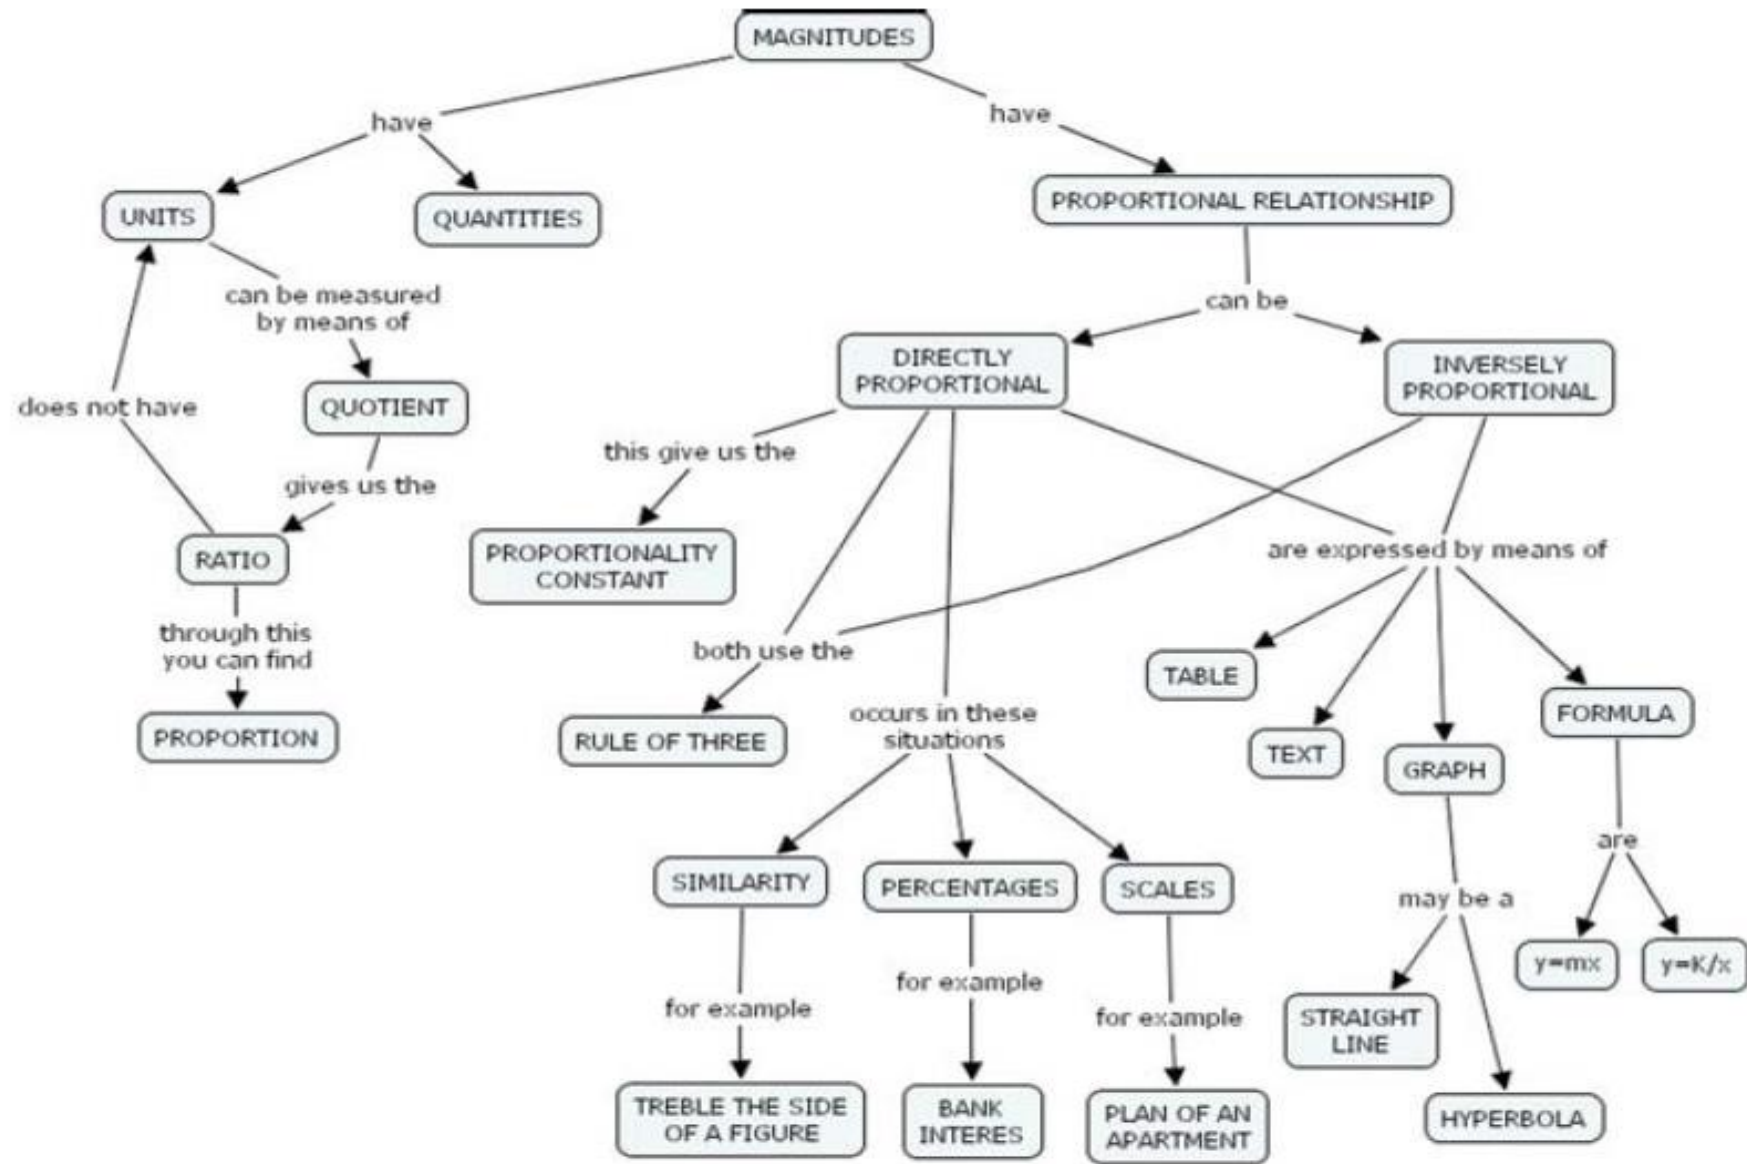 MAGNITUDES
have
have
UNITS
QUANTITIES
PROPORTIONAL RELATIONSHIP
can be measured
by means of
can be
does not have
QUOTIENT
DIRECTLY
PROPORTIONAL
INVERSELY
PROPORTIONAL
gives us the
this give us the
RATIO
PROPORTIONALITY
CONSTANT
are expressed by means of
through this
you can find
both use the
PROPORTION
RULE OF THREE
occurs in these
situations
TABLE
TEXT
GRAPH
FORMULA
SIMILARITY
PERCENTAGES
SCALES
may be a
are
for example
for example
for example
STRAIGHT
LINE
y=mx
y=K/x
TREBLE THE SIDE
OF A FIGURE
BANK
INTERES
PLAN OF AN
APARTMENT
HYPERBOLA